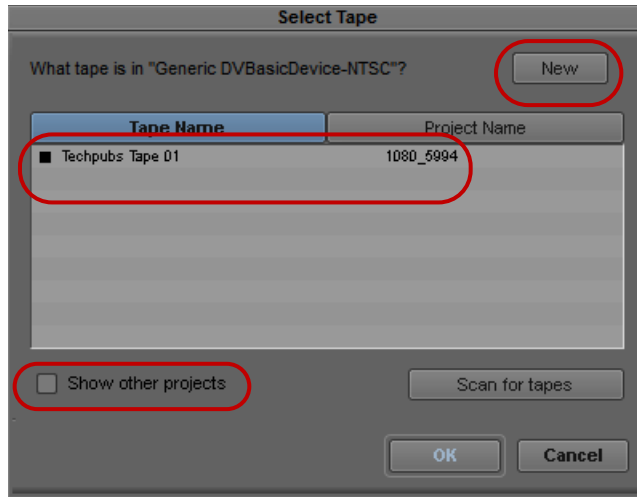 Select Tape
What tape is in "Generic DVBasicDevice-NTSC"?
New
Tape Name Project Name
Techpubs Tape 01 1080_5994
Show other projects
Scan for tapes
OK Cancel